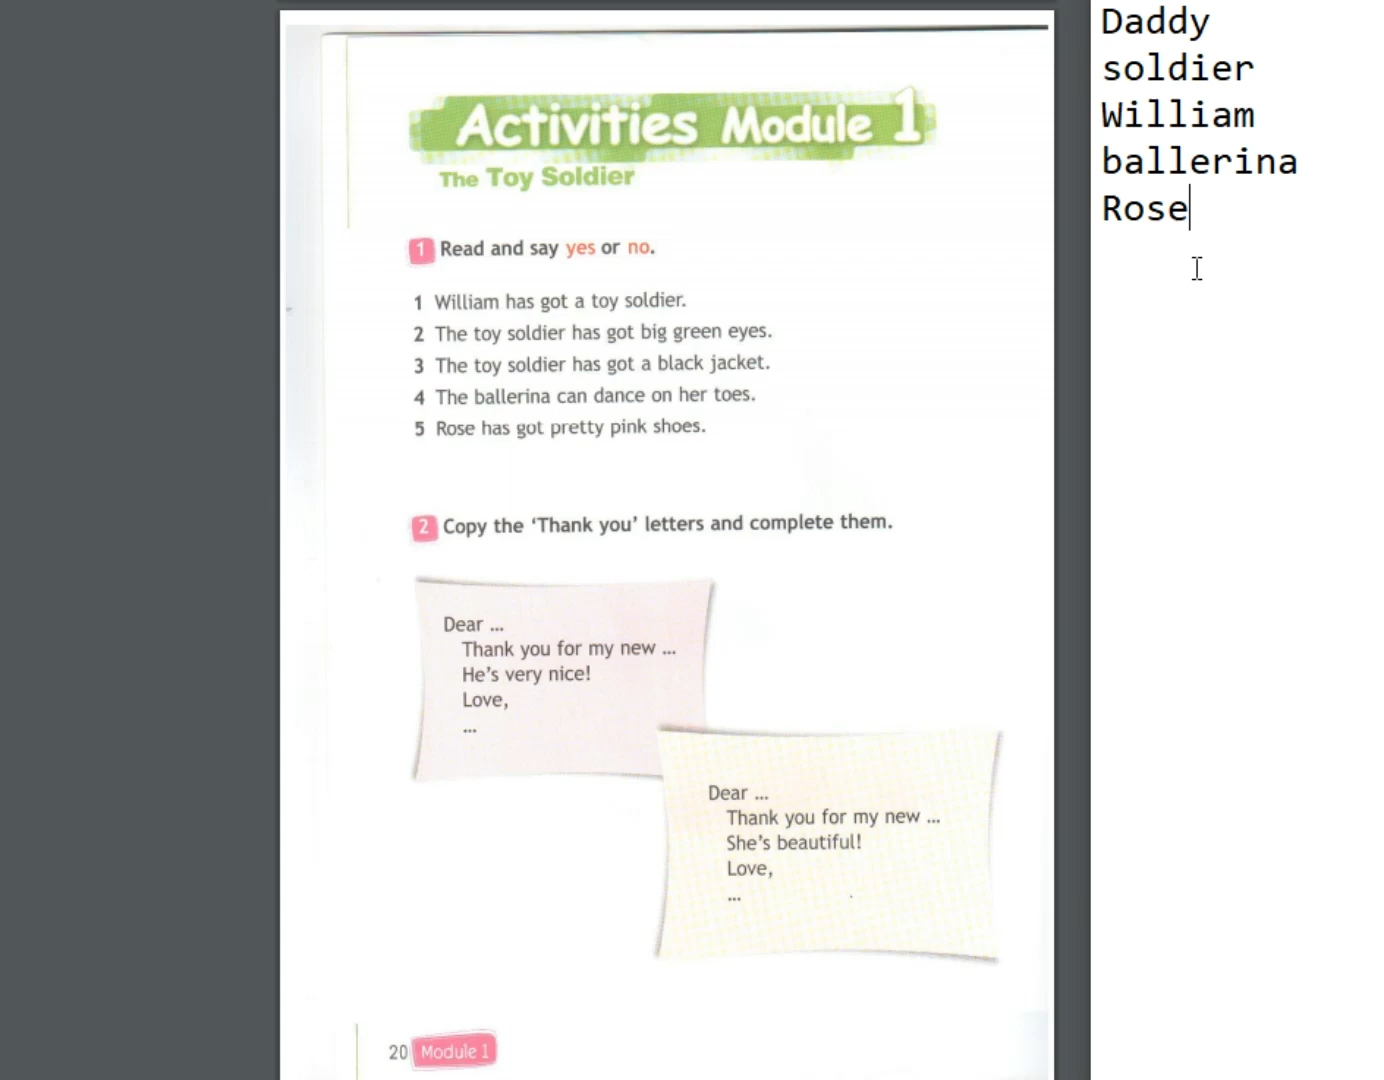 Activities Module 1
The Toy Soldier
1 Read and say yes or no.
1 William has got a toy soldier.
2 The toy soldier has got big green eyes.
3 The toy soldier has got a black jacket.
4 The ballerina can dance on her toes.
5 Rose has got pretty pink shoes.
2 Copy the ‘Thank you’ letters and complete them.
Dear ...
Thank you for my new ...
He’s very nice!
Love,
...
Dear ...
Thank you for my new ...
She’s beautiful!
Love,
...
20 Module 1
Daddy
soldier
William
ballerina
Rose